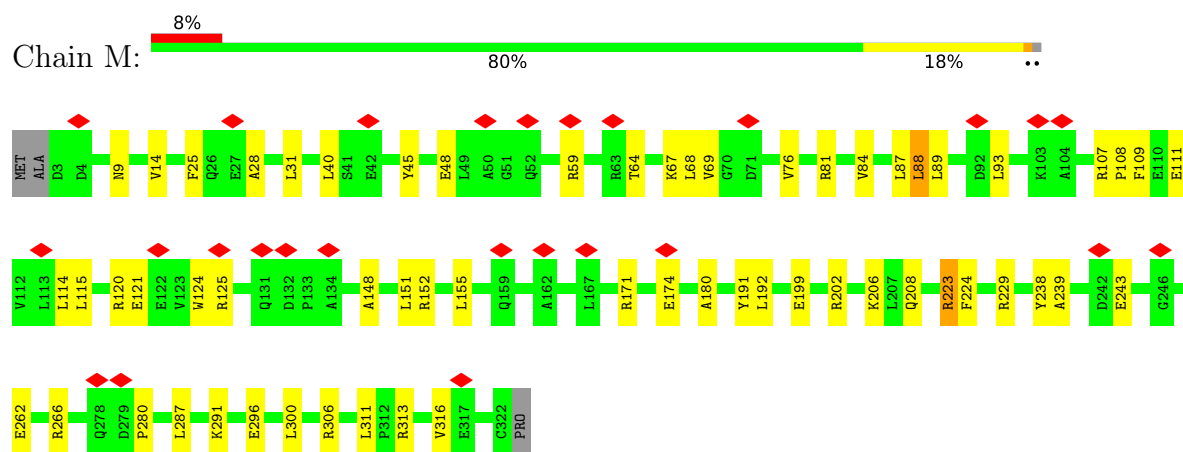 8%
Chain M:
80% 18% ••
MET ALA D3 D4 N9 V14 F25 Q26 E27 A28 L31 L40 S41 E42 Y45 E48 L49 A50 G51 Q52 R59 R63 T64 K67 L68 V69 G70 D71 V76 R81 V84 L87 L88 L89 D92 L93 K103 A104 R107 P108 F109 E110 E111
V112 L113 L114 L115 R120 E121 E122 V123 W124 R125 Q131 D132 P133 A134 A148 L151 R152 L155 Q159 A162 L167 R171 E174 A180 Y191 L192 E199 R202 K206 L207 Q208 R223 F224 R229 Y238 A239 D242 E243 G246
E262 R266 Q278 D279 P280 L287 K291 E296 L300 R306 L311 P312 R313 V316 E317 C322 PRO